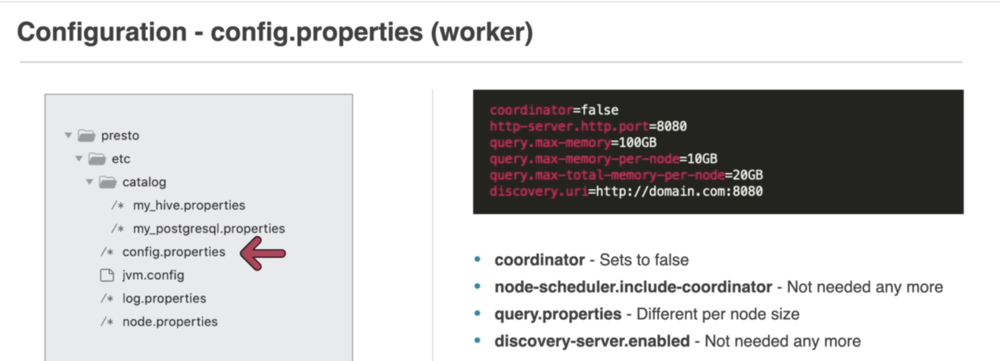 Configuration - config.properties (worker)
presto
etc
catalog
/* my_hive.properties
/* my_postgresql.properties
/* config.properties
jvm.config
/* log.properties
/* node.properties
coordinator=false
http-server.http.port=8080
query.max-memory=100GB
query.max-memory-per-node=10GB
query.max-total-memory-per-node=20GB
discovery.uri=http://domain.com:8080
• coordinator - Sets to false
• node-scheduler.include-coordinator - Not needed any more
• query.properties - Different per node size
• discovery-server.enabled - Not needed any more